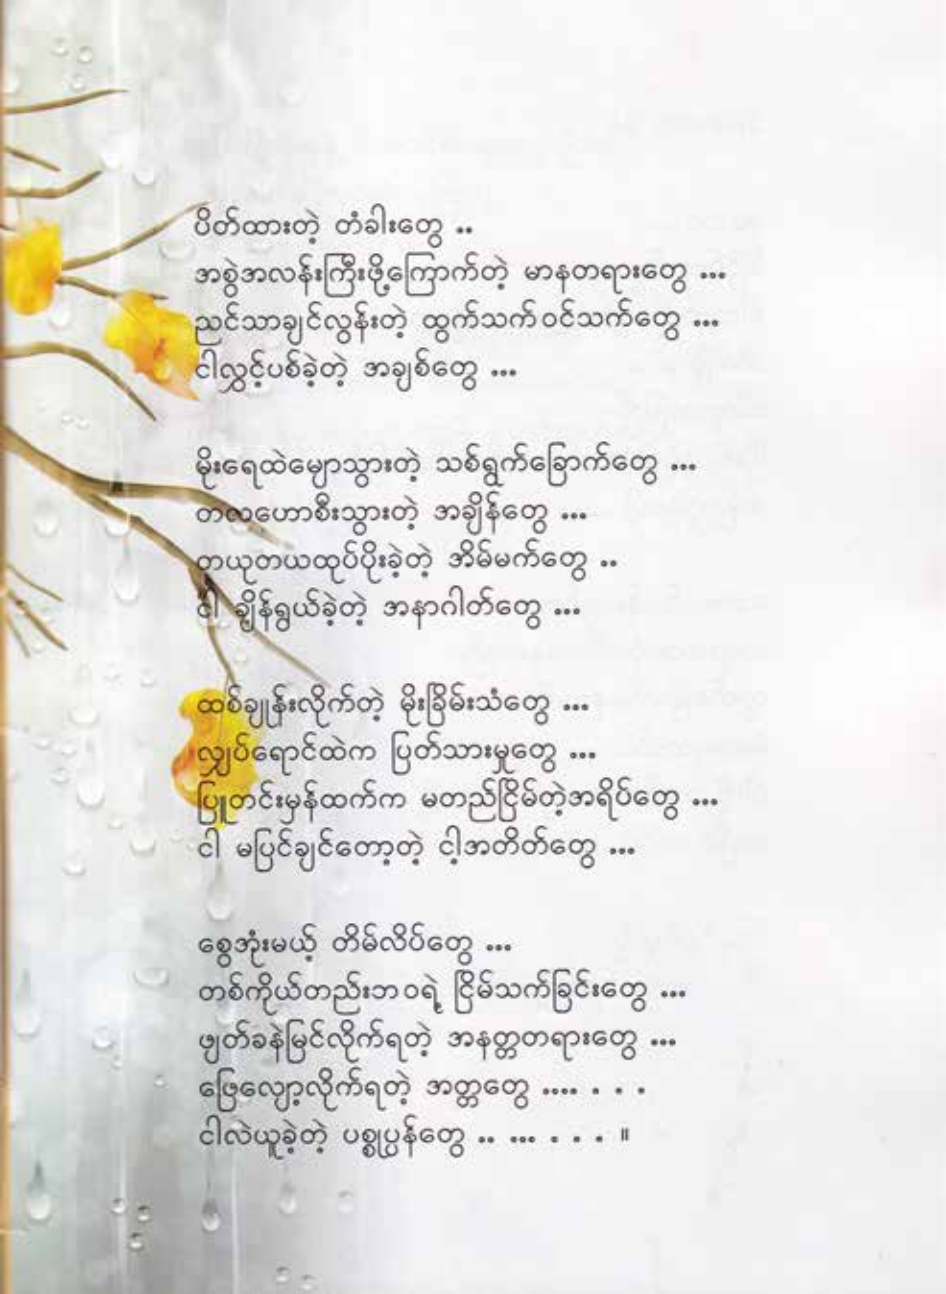 ပိတ်ထားတဲ့ တံခါးတွေ ..
အစွဲအလန်းကြီးဖို့ကြောက်တဲ့ မာနတရားတွေ ...
ညင်သာချင်လွန်းတဲ့ ထွက်သက်ဝင်သက်တွေ ...
ငါလွှင့်ပစ်ခဲ့တဲ့ အချစ်တွေ ...
မိုးရေထဲမျောသွားတဲ့ သစ်ရွက်ခြောက်တွေ ...
တဇဟောစီးသွားတဲ့ အချိန်တွေ ...
တယုတယထုပ်ပိုးခဲ့တဲ့ အိမ်မက်တွေ ..
ငါ ချိန်ရွယ်ခဲ့တဲ့ အနာဂါတ်တွေ ...
ထစ်ချုန်းလိုက်တဲ့ မိုးခြိမ်းသံတွေ ...
လျှပ်ရောင်ထဲက ပြတ်သားမှုတွေ ...
ပြူတင်းမှန်ထက်က မတည်ငြိမ်တဲ့အရိပ်တွေ ...
ငါ မပြင်ချင်တော့တဲ့ ငါ့အတိတ်တွေ ...
စွေအုံးမယ့် တိမ်လိပ်တွေ ...
တစ်ကိုယ်တည်းဘဝရဲ့ ငြိမ်သက်ခြင်းတွေ ...
ဖျတ်ခနဲမြင်လိုက်ရတဲ့ အနတ္တတရားတွေ ...
ဖြေလျော့လိုက်ရတဲ့ အတ္တတွေ .... . . .
ငါလဲယူခဲ့တဲ့ ပစ္စုပ္ပန်တွေ .. ... . . . ။